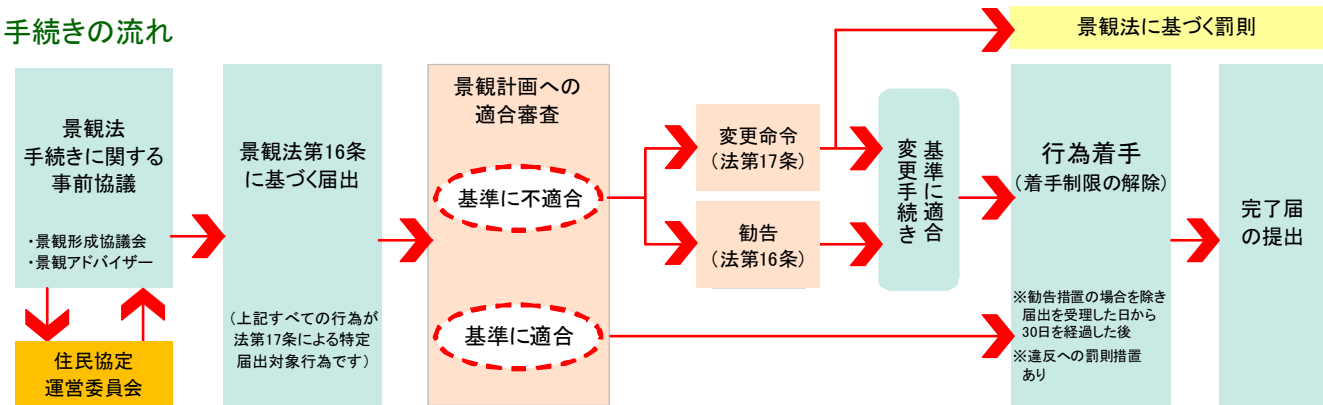 手続きの流れ
景観法
手続きに関する
事前協議
・景観形成協議会
・景観アドバイザー
住民協定
運営委員会
景観法第16条
に基づく届出
(上記すべての行為が
法第17条による特定
届出対象行為です)
景観計画への
適合審査
基準に不適合
基準に適合
変更命令
(法第17条)
勧告
(法第16条)
基準に適合
変更手続き
景観法に基づく罰則
行為着手
(着手制限の解除)
※勧告措置の場合を除き
届出を受理した日から
30日を経過した後
※違反への罰則措置
あり
完了届
の提出